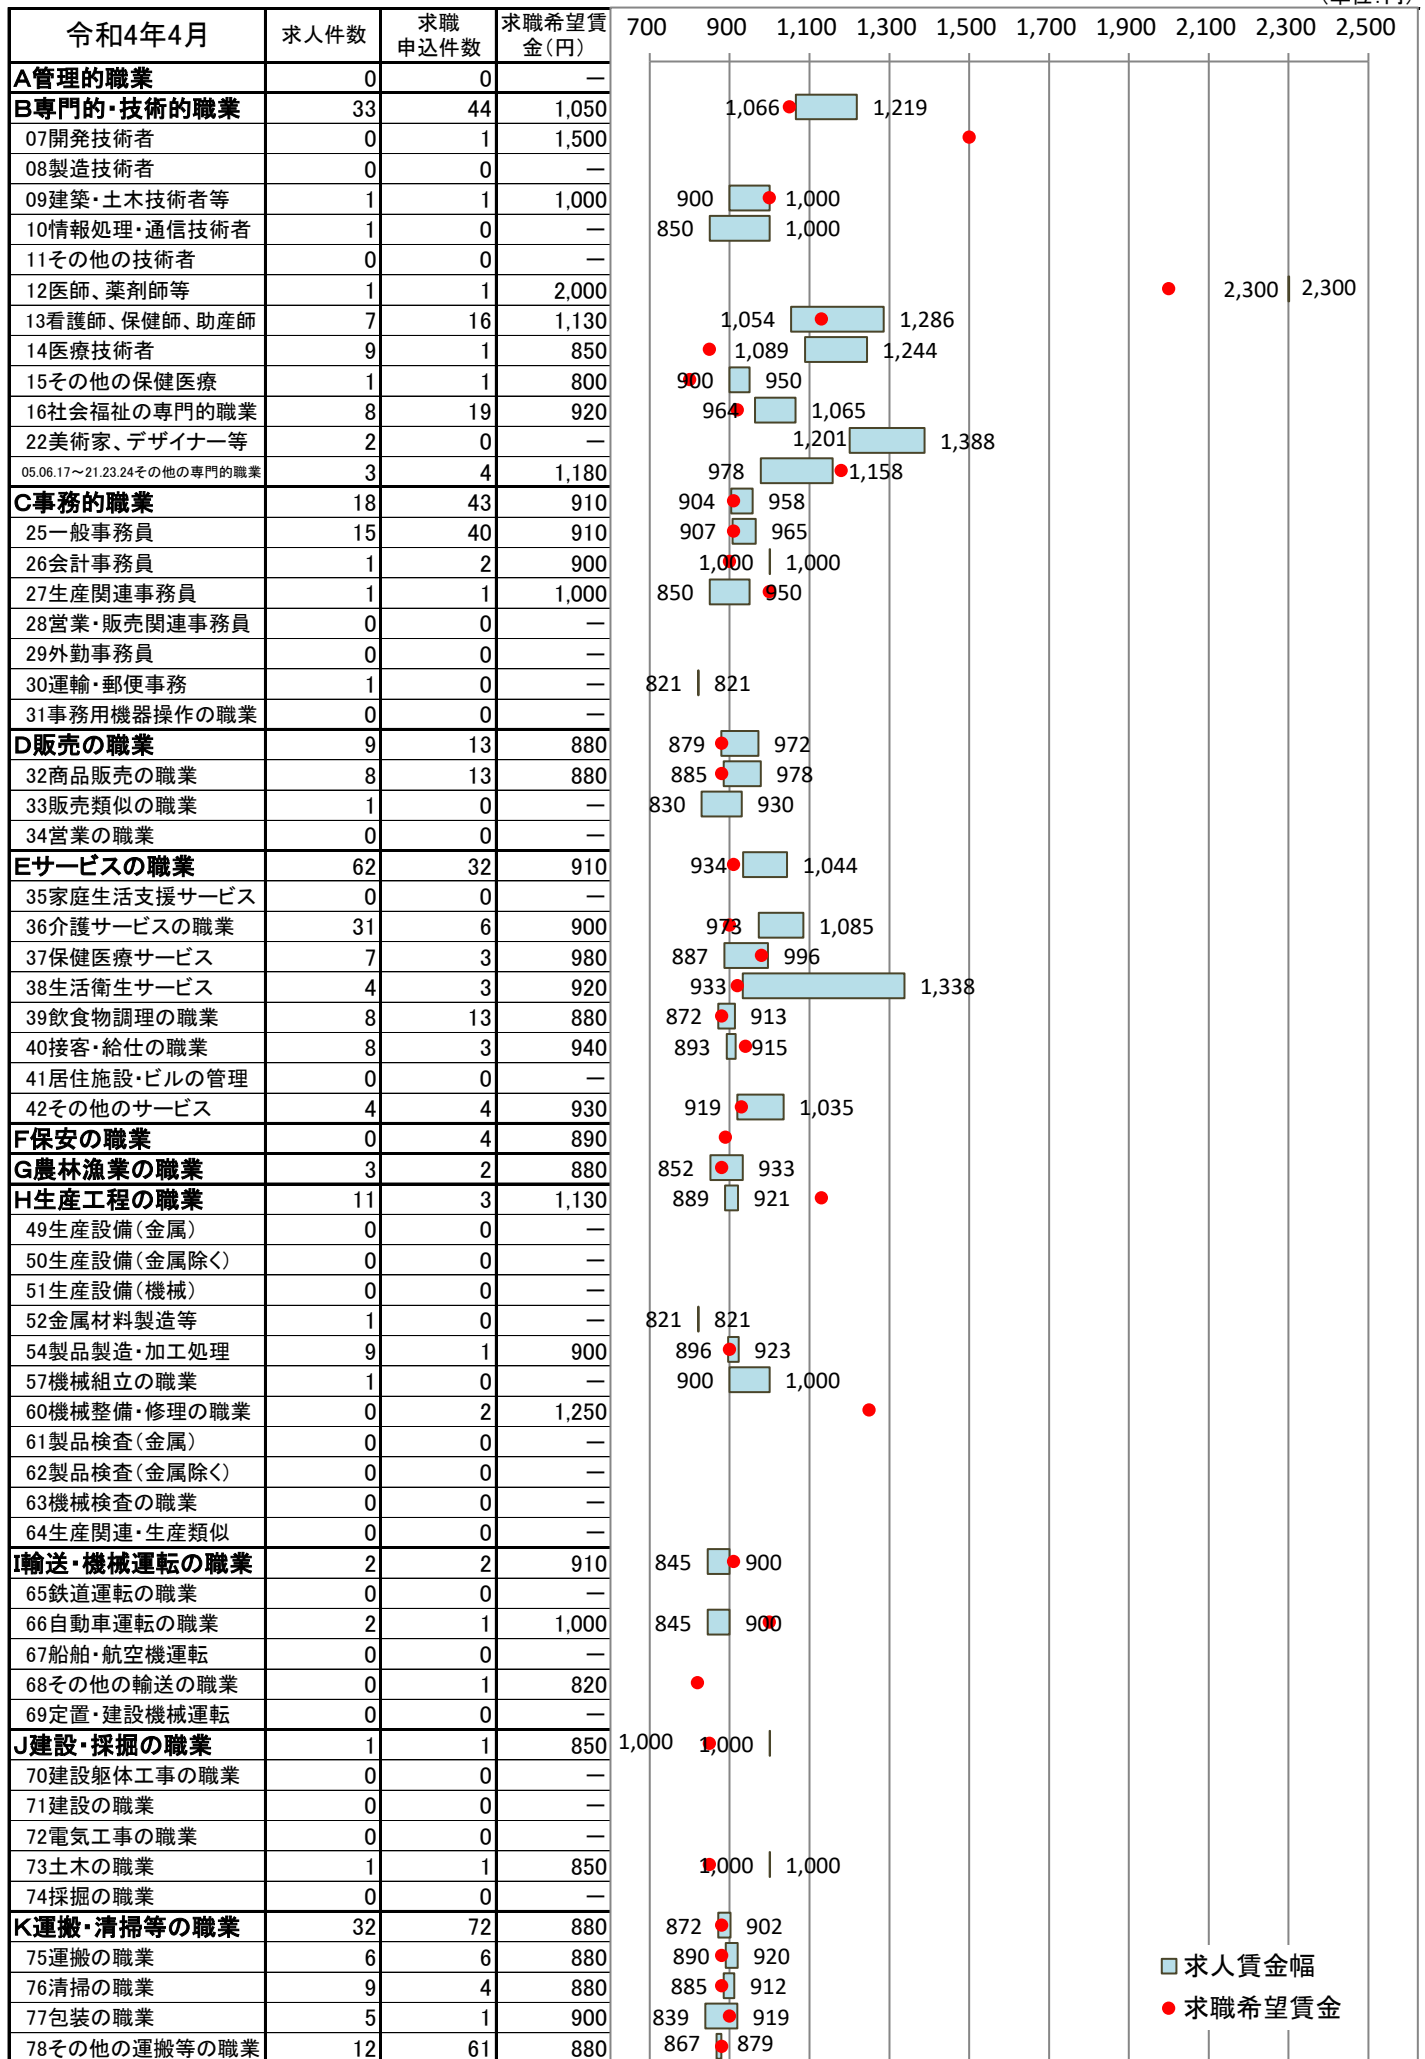 (単位:円)
令和4年4月 求人件数 求職申込件数 求職希望賃金(円) 700 900 1,100 1,300 1,500 1,700 1,900 2,100 2,300 2,500
A管理的職業 0 0 ―
B専門的・技術的職業 33 44 1,050 1,066 1,219
07開発技術者 0 1 1,500
08製造技術者 0 0 ―
09建築・土木技術者等 1 1 1,000 900 1,000
10情報処理・通信技術者 1 0 ― 850 1,000
11その他の技術者 0 0 ―
12医師、薬剤師等 1 1 2,000 2,300 2,300
13看護師、保健師、助産師 7 16 1,130 1,054 1,286
14医療技術者 9 1 850 1,089 1,244
15その他の保健医療 1 1 800 900 950
16社会福祉の専門的職業 8 19 920 964 1,065
22美術家、デザイナー等 2 0 ― 1,201 1,388
05.06.17～21.23.24その他の専門的職業 3 4 1,180 978 1,158
C事務的職業 18 43 910 904 958
25一般事務員 15 40 910 907 965
26会計事務員 1 2 900 1,000 1,000
27生産関連事務員 1 1 1,000 850 950
28営業・販売関連事務員 0 0 ―
29外勤事務員 0 0 ―
30運輸・郵便事務 1 0 ― 821 821
31事務用機器操作の職業 0 0 ―
D販売の職業 9 13 880 879 972
32商品販売の職業 8 13 880 885 978
33販売類似の職業 1 0 ― 830 930
34営業の職業 0 0 ―
Eサービスの職業 62 32 910 934 1,044
35家庭生活支援サービス 0 0 ―
36介護サービスの職業 31 6 900 973 1,085
37保健医療サービス 7 3 980 887 996
38生活衛生サービス 4 3 920 933 1,338
39飲食物調理の職業 8 13 880 872 913
40接客・給仕の職業 8 3 940 893 915
41居住施設・ビルの管理 0 0 ―
42その他のサービス 4 4 930 919 1,035
F保安の職業 0 4 890
G農林漁業の職業 3 2 880 852 933
H生産工程の職業 11 3 1,130 889 921
49生産設備(金属) 0 0 ―
50生産設備(金属除く) 0 0 ―
51生産設備(機械) 0 0 ―
52金属材料製造等 1 0 ― 821 821
54製品製造・加工処理 9 1 900 896 923
57機械組立の職業 1 0 ― 900 1,000
60機械整備・修理の職業 0 2 1,250
61製品検査(金属) 0 0 ―
62製品検査(金属除く) 0 0 ―
63機械検査の職業 0 0 ―
64生産関連・生産類似 0 0 ―
I輸送・機械運転の職業 2 2 910 845 900
65鉄道運転の職業 0 0 ―
66自動車運転の職業 2 1 1,000 845 900
67船舶・航空機運転 0 0 ―
68その他の輸送の職業 0 1 820
69定置・建設機械運転 0 0 ―
J建設・採掘の職業 1 1 850 1,000 1,000
70建設躯体工事の職業 0 0 ―
71建設の職業 0 0 ―
72電気工事の職業 0 0 ―
73土木の職業 1 1 850 1,000 1,000
74採掘の職業 0 0 ―
K運搬・清掃等の職業 32 72 880 872 902
75運搬の職業 6 6 880 890 920
76清掃の職業 9 4 880 885 912
77包装の職業 5 1 900 839 919
78その他の運搬等の職業 12 61 880 867 879
求人賃金幅
求職希望賃金